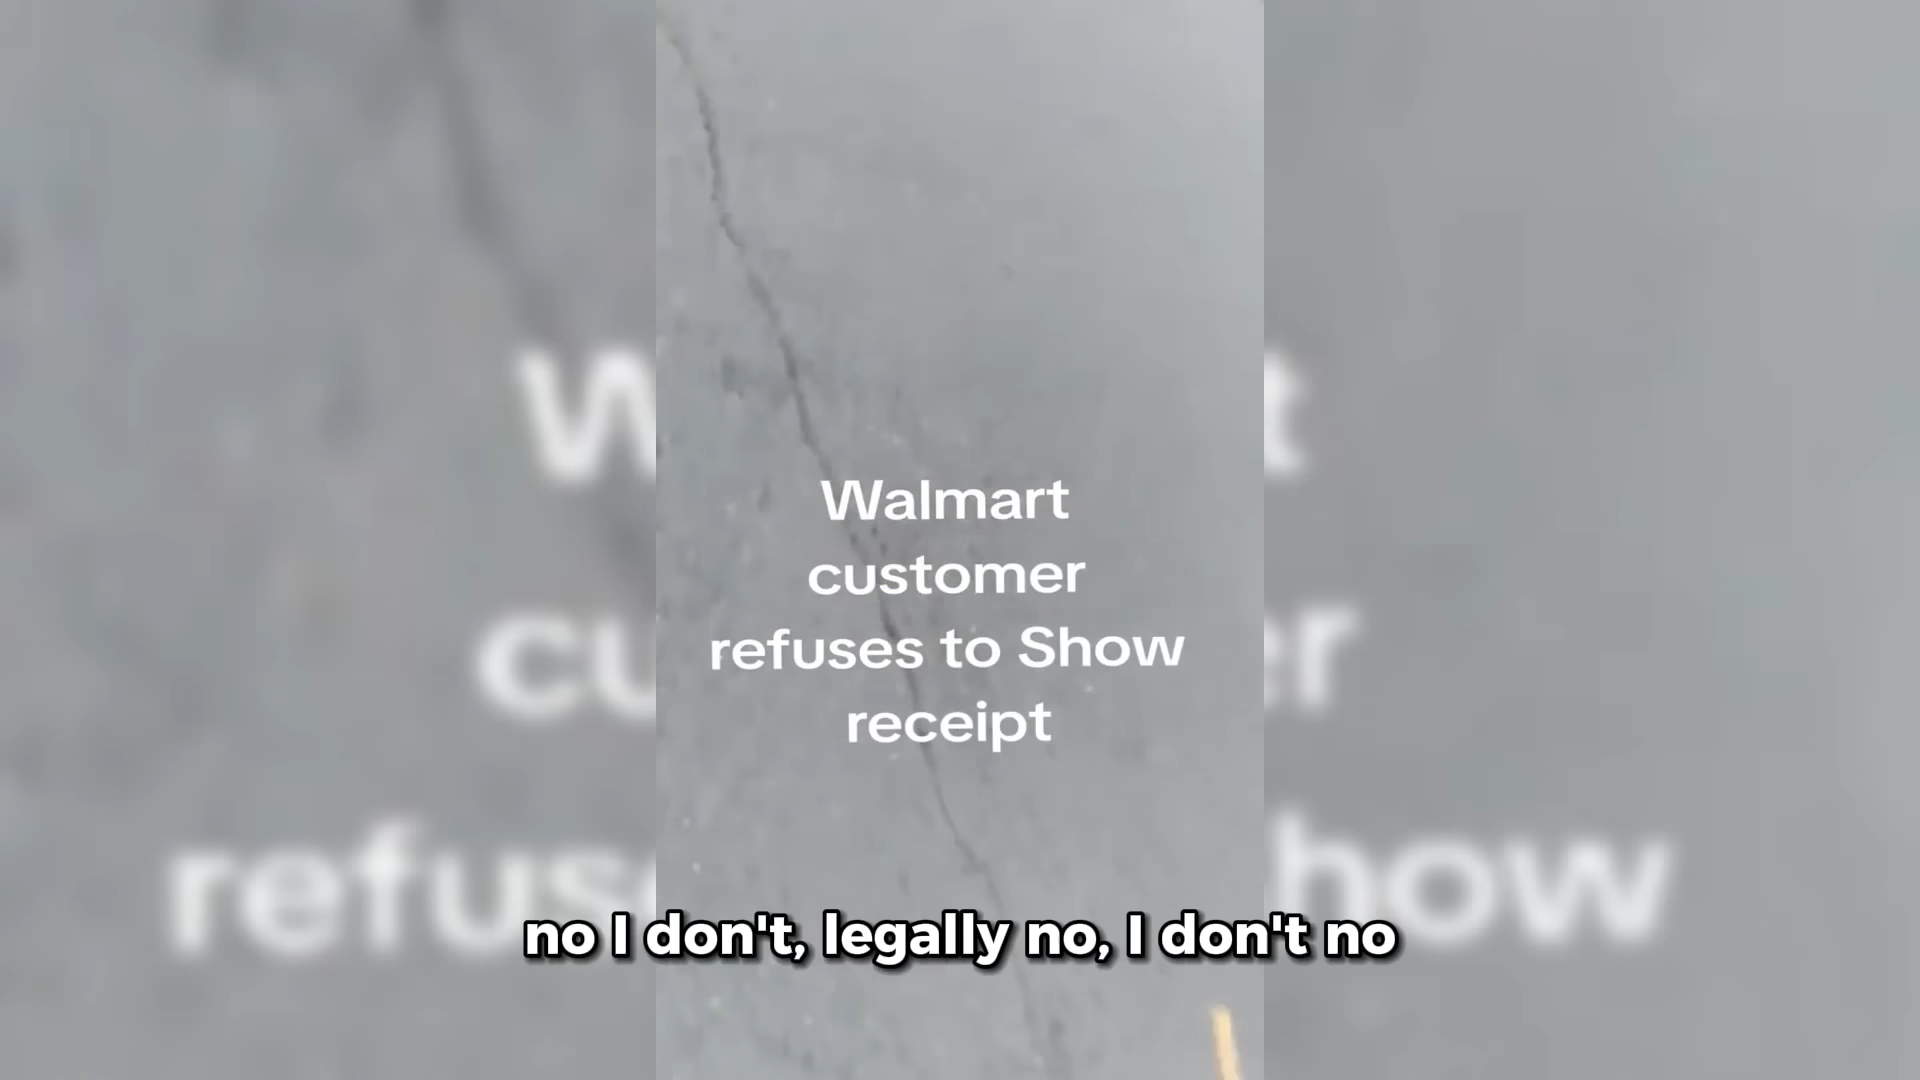 Walmart
customer
refuses to Show
receipt
no I don't, legally no, I don't no